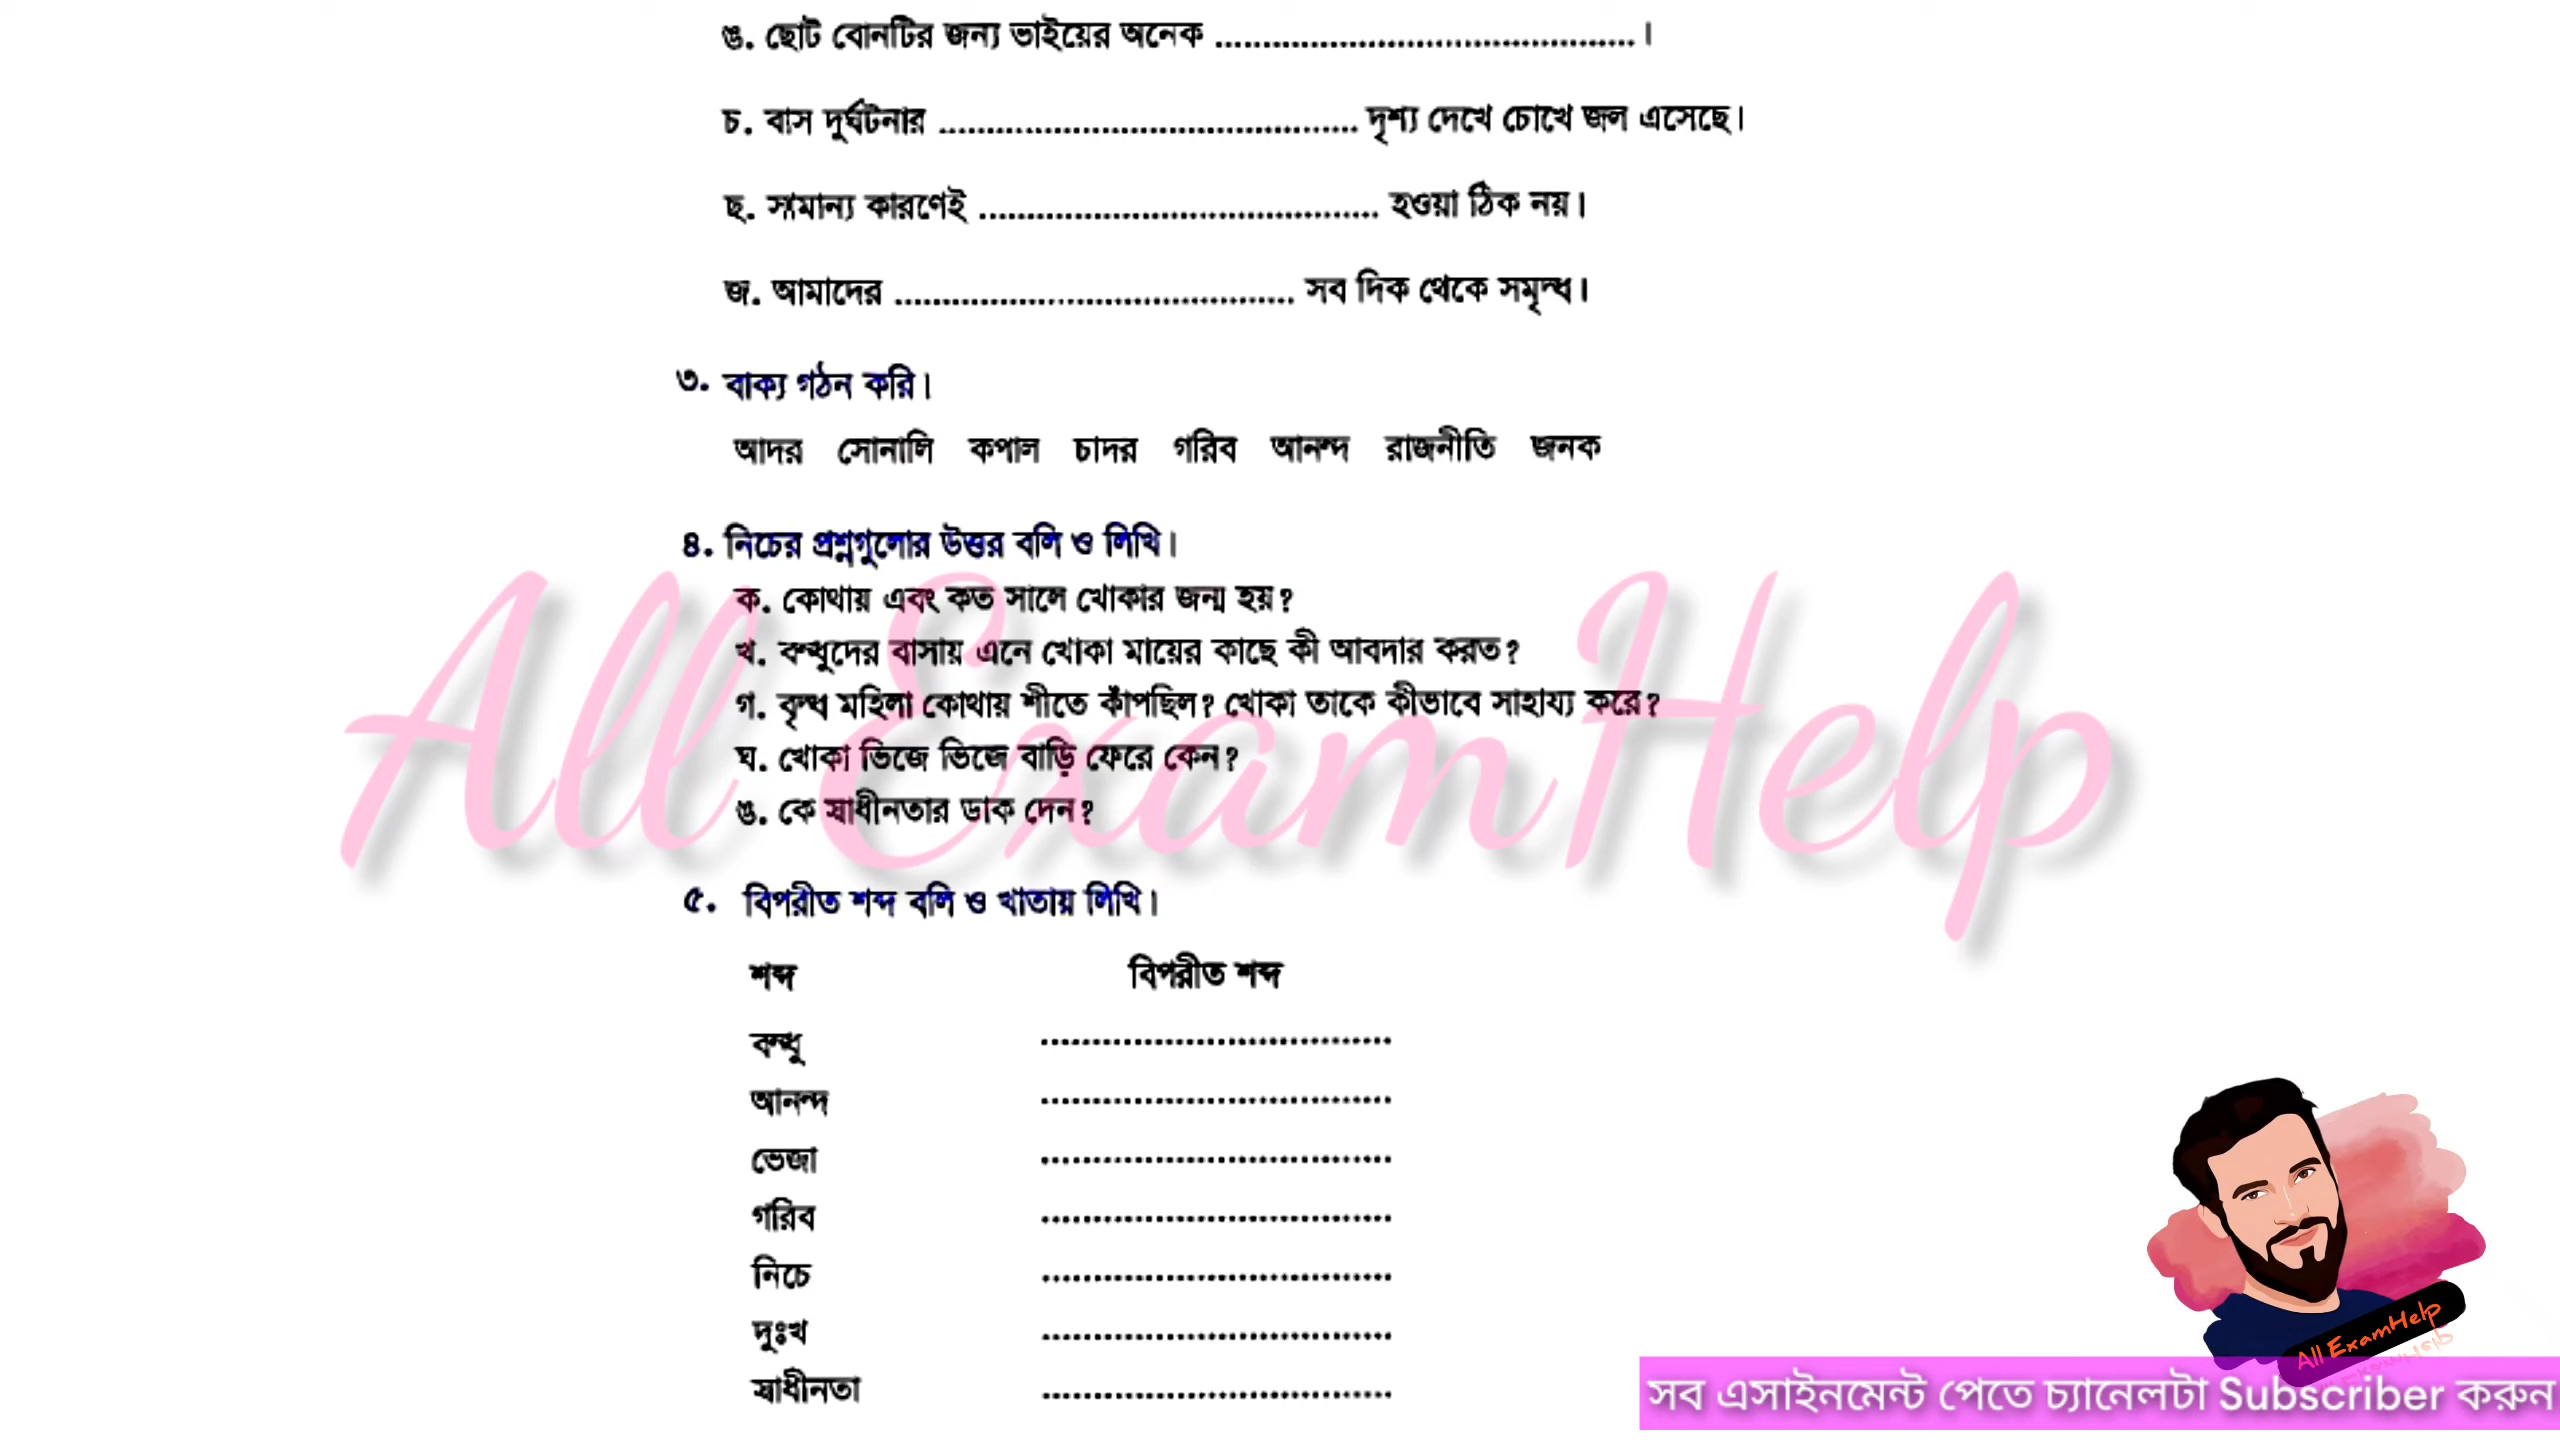 ঙ. ছোট বোনটির জন্য ভাইয়ের অনেক ............................................ ।
চ. বাস দুর্ঘটনার ............................................ দৃশ্য দেখে চোখে জল এসেছে।
ছ. সামান্য কারণেই .......................................... হওয়া ঠিক নয়।
জ. আমাদের .......................................... সব দিক থেকে সমৃদ্ধ।
৩. বাক্য গঠন করি।
আদর সোনালি কপাল চাদর গরিব আনন্দ রাজনীতি জনক
৪. নিচের প্রশ্নগুলোর উত্তর বলি ও লিখি।
ক. কোথায় এবং কত সালে খোকার জন্ম হয়?
খ. বন্ধুদের বাসায় এনে খোকা মায়ের কাছে কী আবদার করত?
গ. বৃদ্ধ মহিলা কোথায় শীতে কাঁপছিল? খোকা তাকে কীভাবে সাহায্য করে?
ঘ. খোকা ভিজে ভিজে বাড়ি ফেরে কেন?
ঙ. কে স্বাধীনতার ডাক দেন?
All ExamHelp
৫. বিপরীত শব্দ বলি ও খাতায় লিখি।
শব্দ বিপরীত শব্দ
বন্ধু ..................................
আনন্দ ..................................
ভেজা ..................................
গরিব ..................................
নিচে ..................................
দুঃখ ..................................
স্বাধীনতা ..................................
All ExamHelp
সব এসাইনমেন্ট পেতে চ্যানেলটা Subscriber করুন